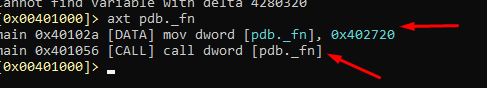 Cannot find variable with delta 4280320
[0x00401000]> axt pdb._fn
main 0x40102a [DATA] mov dword [pdb._fn], 0x402720
main 0x401056 [CALL] call dword [pdb._fn]
[0x00401000]>